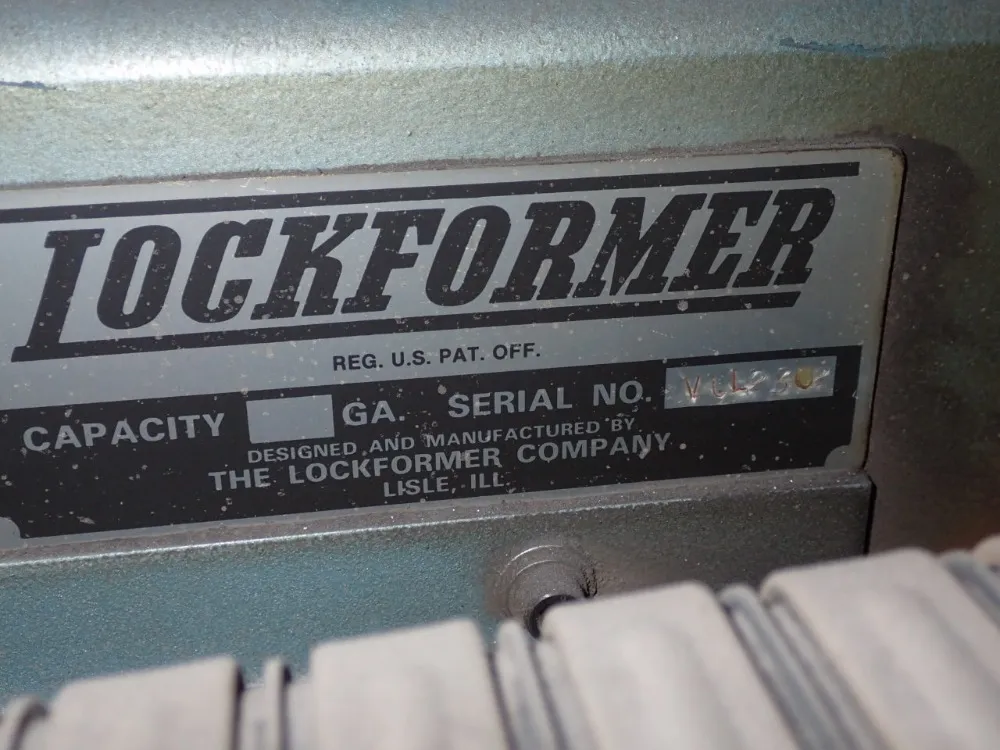 LOCKFORMER
REG. U.S. PAT. OFF.
CAPACITY GA. SERIAL NO.
DESIGNED AND MANUFACTURED BY
THE LOCKFORMER COMPANY
LISLE, ILL.